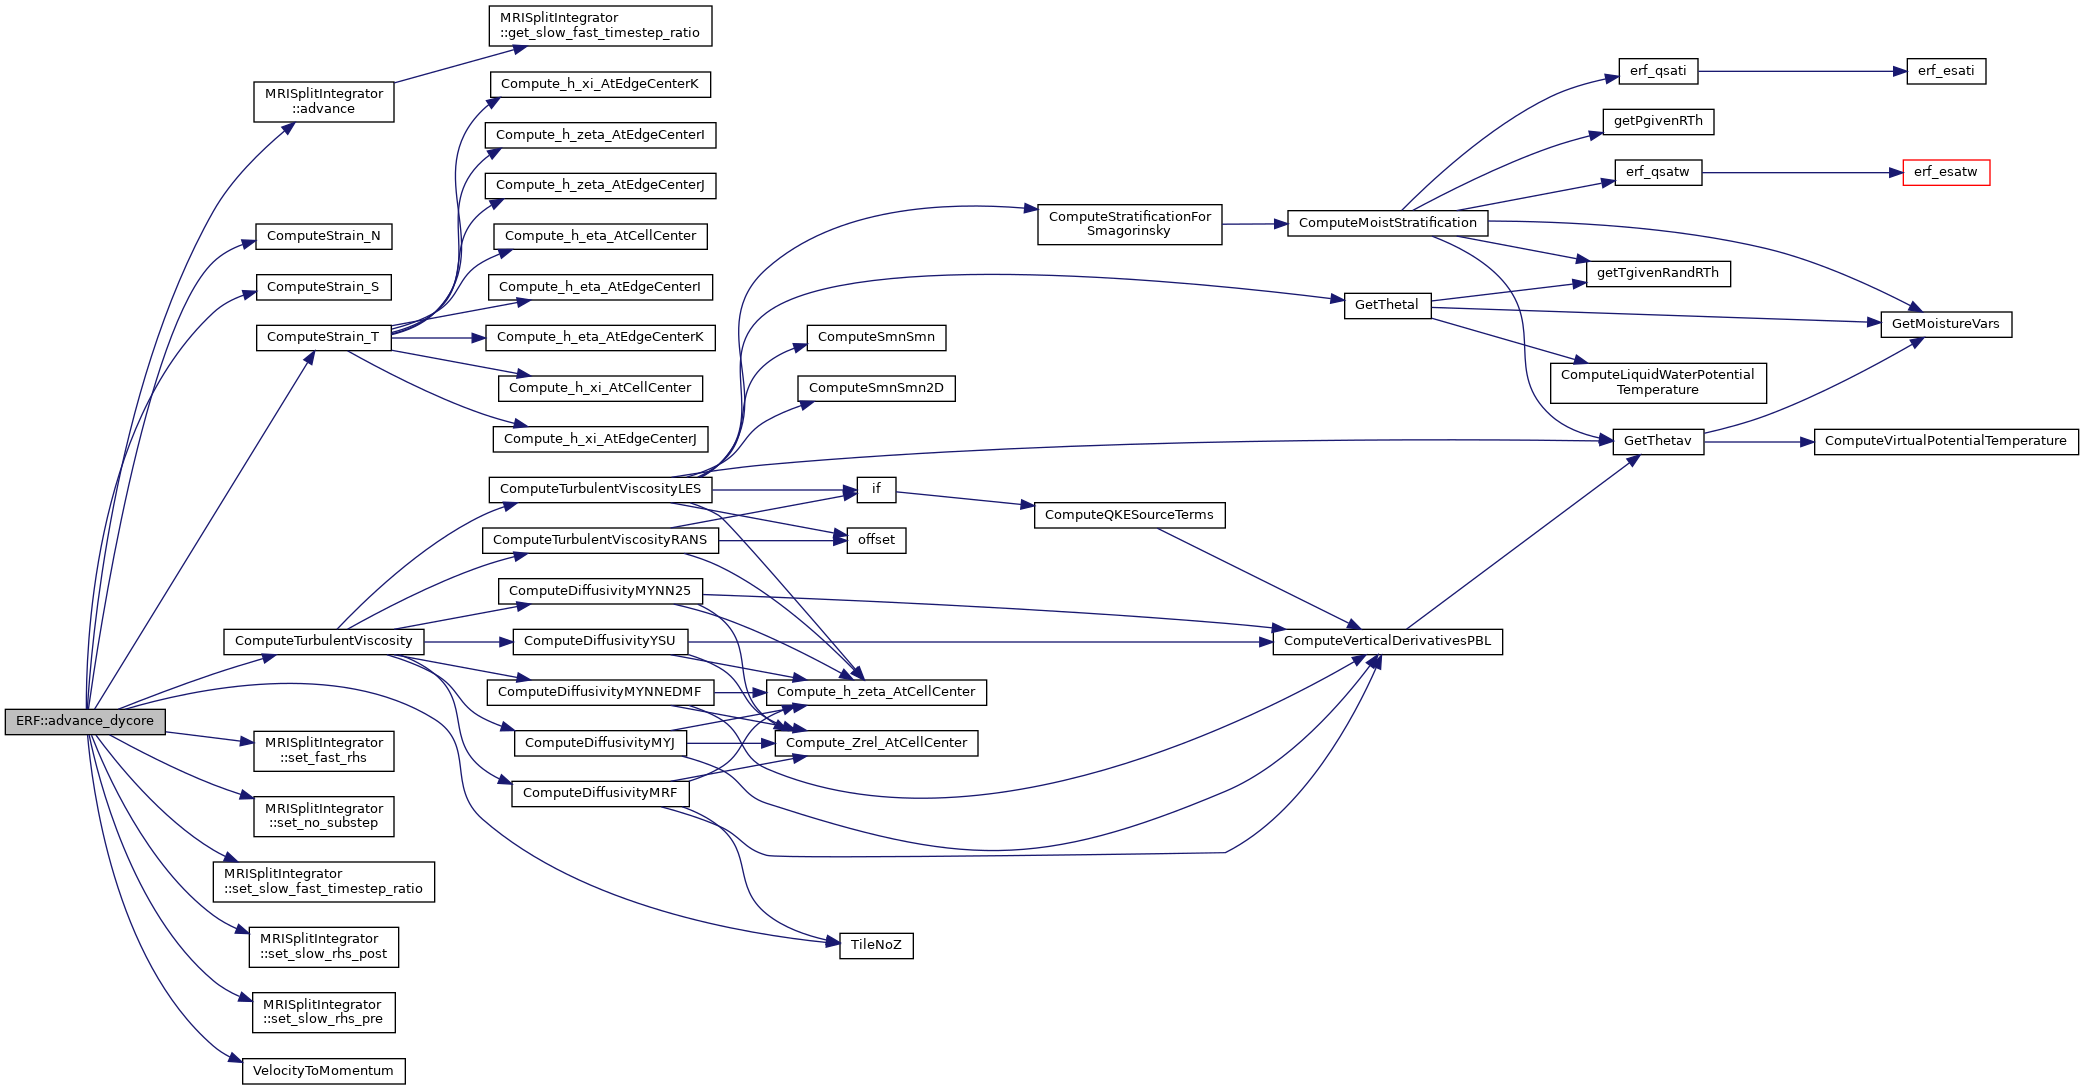 ERF::advance_dycore
MRISplitIntegrator
::advance
ComputeStrain_N
ComputeStrain_S
ComputeStrain_T
ComputeTurbulentViscosity
MRISplitIntegrator
::set_fast_rhs
MRISplitIntegrator
::set_no_substep
MRISplitIntegrator
::set_slow_fast_timestep_ratio
MRISplitIntegrator
::set_slow_rhs_post
MRISplitIntegrator
::set_slow_rhs_pre
VelocityToMomentum
MRISplitIntegrator
::get_slow_fast_timestep_ratio
Compute_h_xi_AtEdgeCenterK
Compute_h_zeta_AtEdgeCenterI
Compute_h_zeta_AtEdgeCenterJ
Compute_h_eta_AtCellCenter
Compute_h_eta_AtEdgeCenterI
Compute_h_eta_AtEdgeCenterK
Compute_h_xi_AtCellCenter
Compute_h_xi_AtEdgeCenterJ
ComputeTurbulentViscosityLES
ComputeTurbulentViscosityRANS
ComputeDiffusivityMYNN25
ComputeDiffusivityYSU
ComputeDiffusivityMYNNEDMF
ComputeDiffusivityMYJ
ComputeDiffusivityMRF
ComputeSmnSmn
ComputeSmnSmn2D
if
offset
Compute_h_zeta_AtCellCenter
Compute_Zrel_AtCellCenter
TileNoZ
ComputeStratificationFor
Smagorinsky
ComputeQKESourceTerms
ComputeMoistStratification
GetThetal
ComputeVerticalDerivativesPBL
erf_qsati
getPgivenRTh
erf_qsatw
getTgivenRandRTh
ComputeLiquidWaterPotential
Temperature
GetThetav
erf_esati
erf_esatw
GetMoistureVars
ComputeVirtualPotentialTemperature